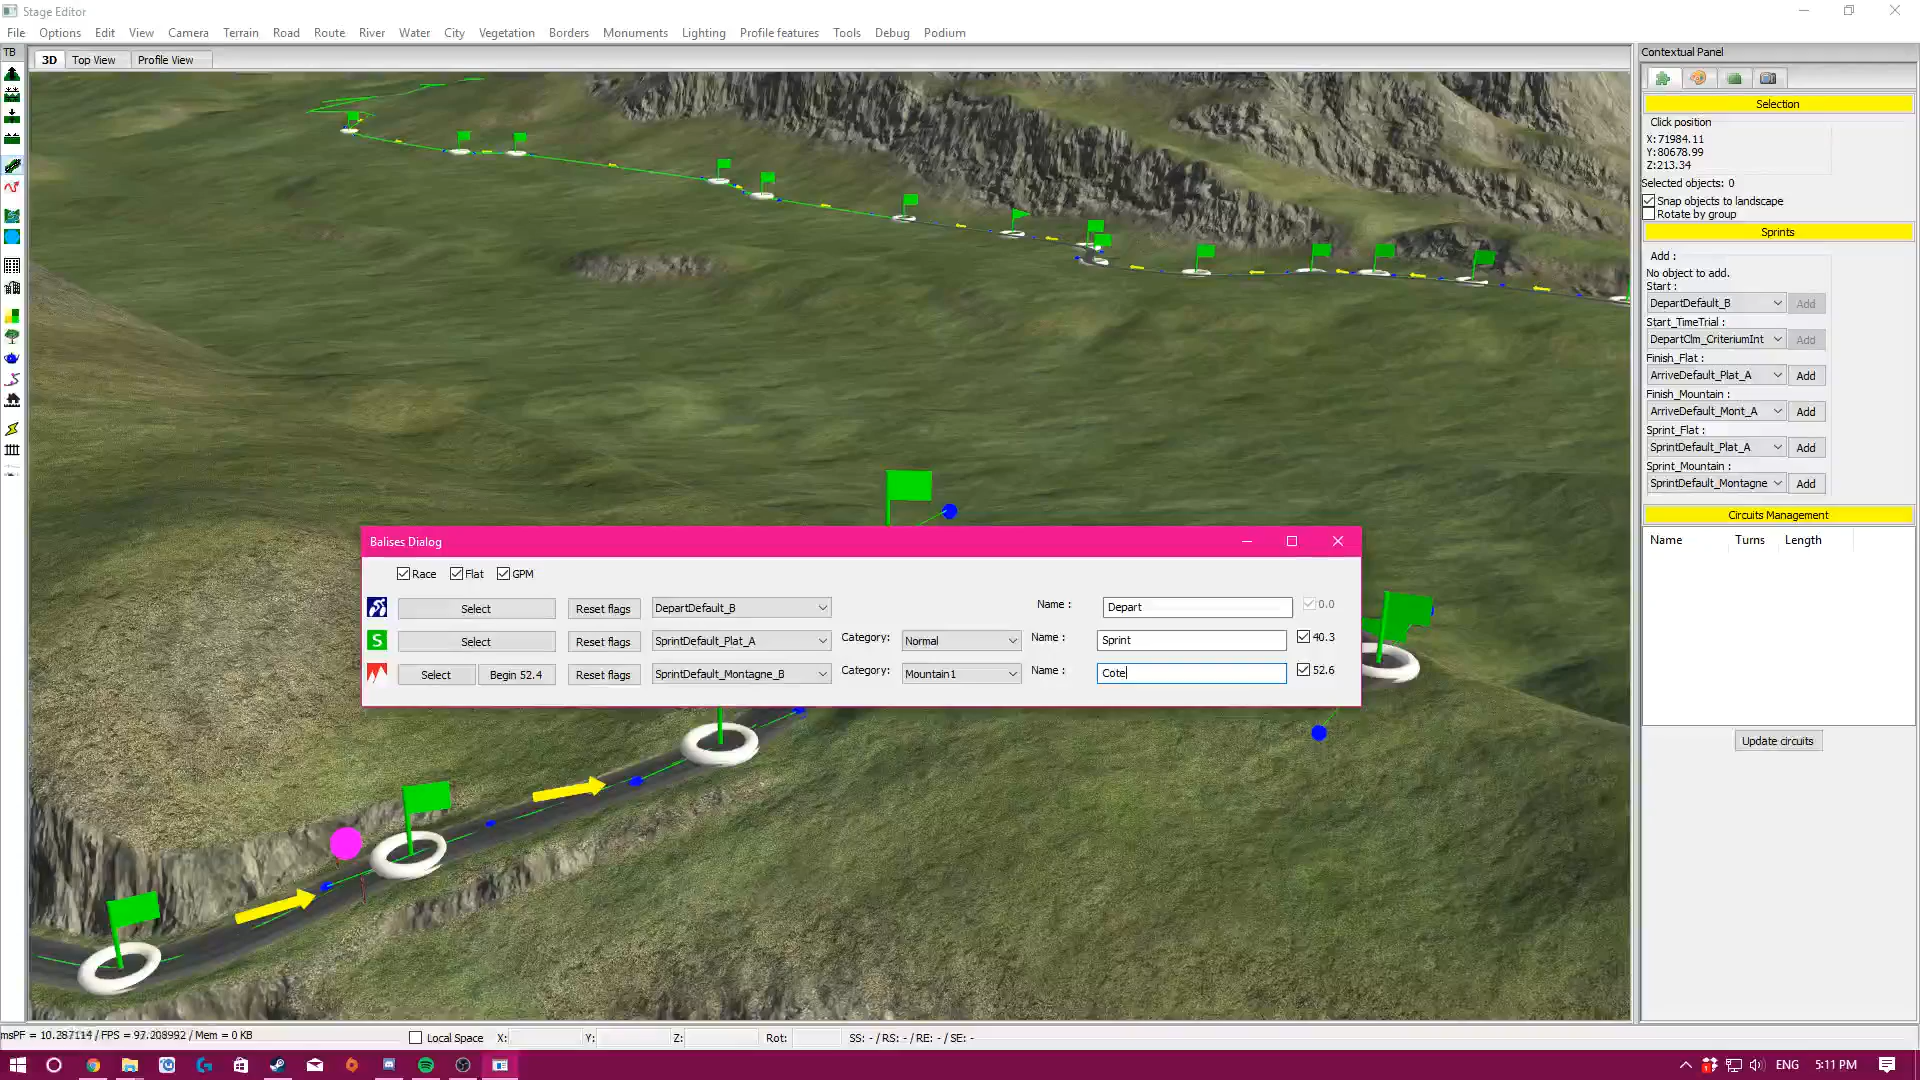 Stage Editor
File Options Edit View Camera Terrain Road Route River Water City Vegetation Borders Monuments Lighting Profile features Tools Debug Podium
TB
3D Top View Profile View
Contextual Panel
Selection
Click position
X:71984.11
Y:80678.99
Z:213.34
Selected objects: 0
Snap objects to landscape
Rotate by group
Sprints
Add :
No object to add.
Start :
DepartDefault_B Add
Start_TimeTrial :
DepartClm_CriteriumInt Add
Finish_Flat :
ArriveDefault_Plat_A Add
Finish_Mountain :
ArriveDefault_Mont_A Add
Sprint_Flat :
SprintDefault_Plat_A Add
Sprint_Mountain :
SprintDefault_Montagne Add
Circuits Management
Name Turns Length
Update circuits
Balises Dialog
Race Flat GPM
Select Reset flags DepartDefault_B Name : Depart 0.0
S Select Reset flags SprintDefault_Plat_A Category: Normal Name : Sprint 40.3
Select Begin 52.4 Reset flags SprintDefault_Montagne_B Category: Mountain1 Name : Cote 52.6
msPF = 10.287114 / FPS = 97.208992 / Mem = 0 KB
Local Space X: Y: Z: Rot: SS: - / RS: - / RE: - / SE: -
ENG 5:11 PM